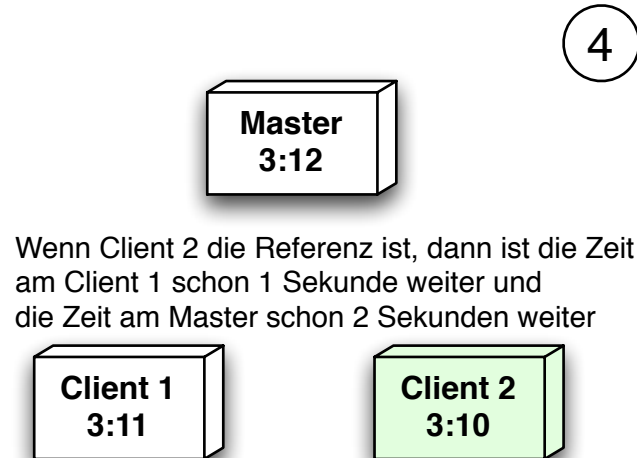 4
Master
3:12
Wenn Client 2 die Referenz ist, dann ist die Zeit
am Client 1 schon 1 Sekunde weiter und
die Zeit am Master schon 2 Sekunden weiter
Client 1
3:11
Client 2
3:10